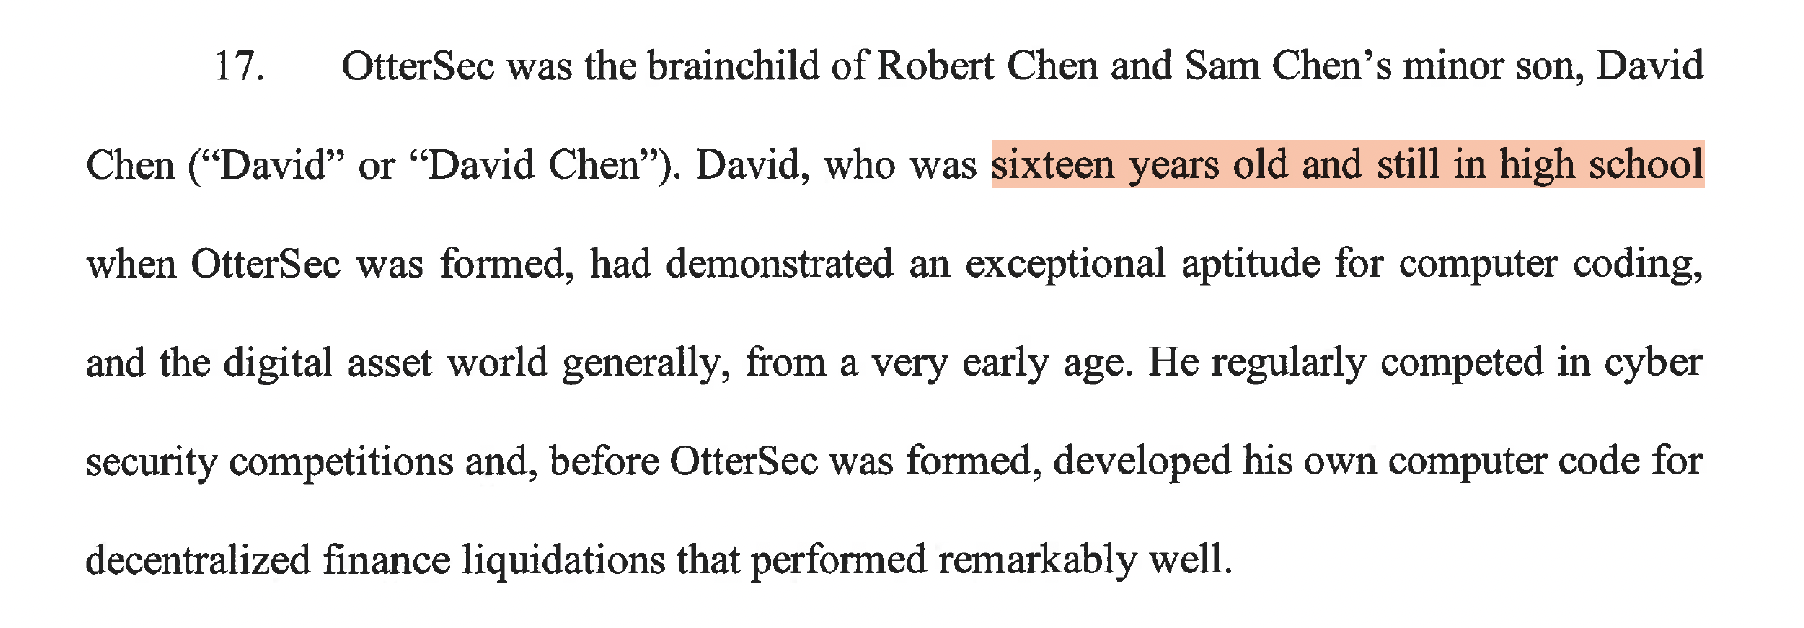 17. OtterSec was the brainchild of Robert Chen and Sam Chen’s minor son, David
Chen (“David” or “David Chen”). David, who was sixteen years old and still in high school
when OtterSec was formed, had demonstrated an exceptional aptitude for computer coding,
and the digital asset world generally, from a very early age. He regularly competed in cyber
security competitions and, before OtterSec was formed, developed his own computer code for
decentralized finance liquidations that performed remarkably well.